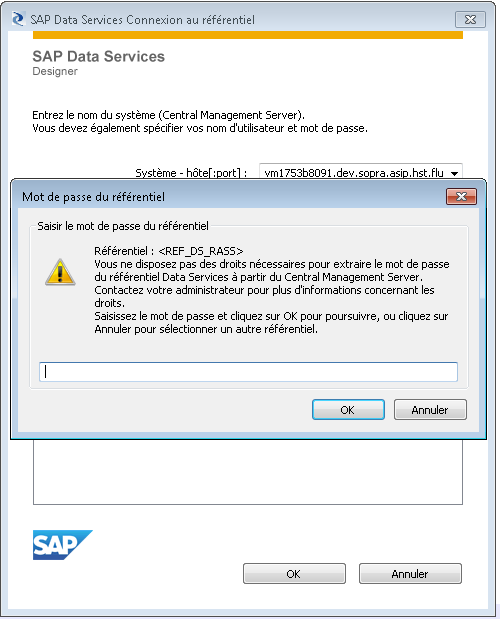 SAP Data Services Connexion au référentiel
SAP Data Services
Designer
Entrez le nom du système (Central Management Server).
Vous devez également spécifier vos nom d'utilisateur et mot de passe.
Système - hôte[:port] : vm1753b8091.dev.sopra.asip.hst.flu
Mot de passe du référentiel
Saisir le mot de passe du référentiel
Référentiel : <REF_DS_RASS>
Vous ne disposez pas des droits nécessaires pour extraire le mot de passe
du référentiel Data Services à partir du Central Management Server.
Contactez votre administrateur pour plus d'informations concernant les
droits.
Saisissez le mot de passe et cliquez sur OK pour poursuivre, ou cliquez sur
Annuler pour sélectionner un autre référentiel.
OK Annuler
SAP
OK Annuler